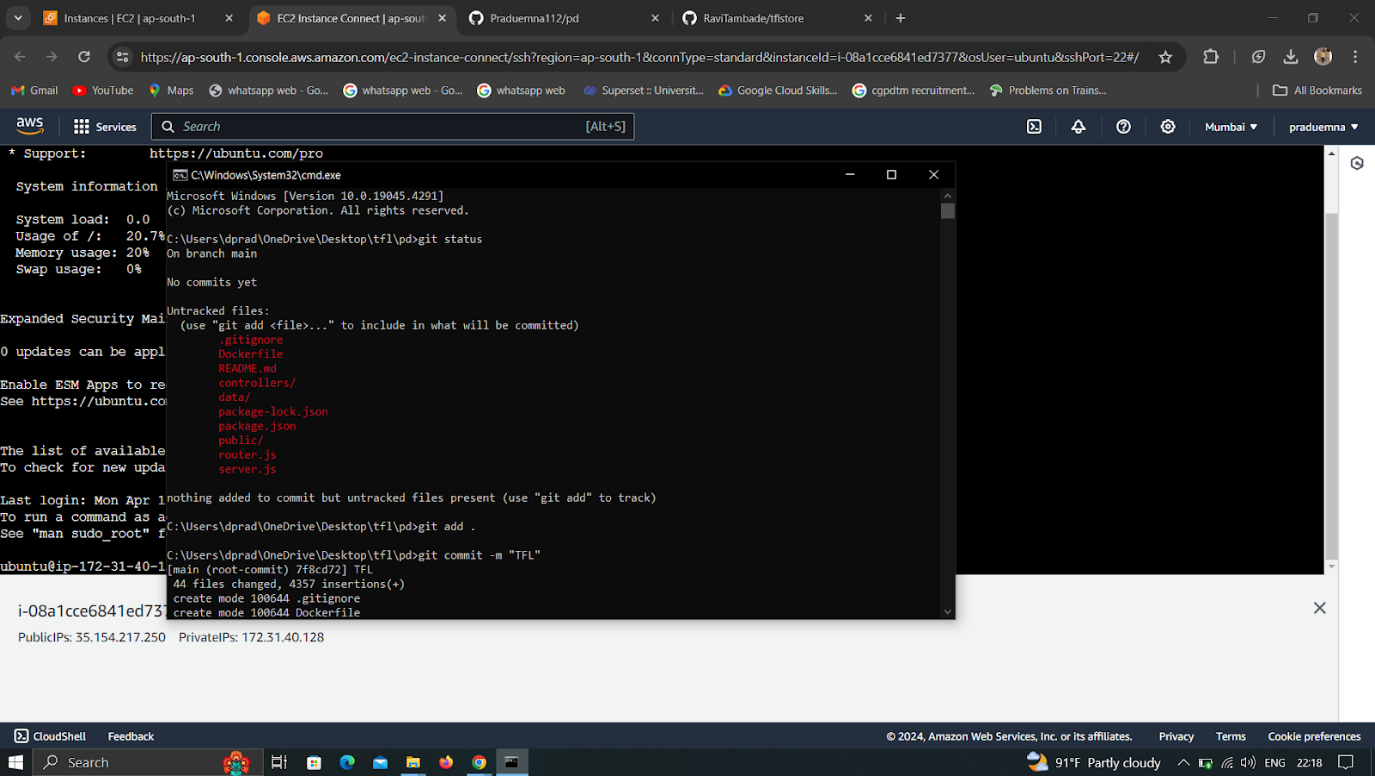 Instances | EC2 | ap-south-1
EC2 Instance Connect | ap-sout
Praduemna112/pd
RaviTambade/tflstore
https://ap-south-1.console.aws.amazon.com/ec2-instance-connect/ssh?region=ap-south-1&connType=standard&instanceId=i-08a1cce6841ed7377&osUser=ubuntu&sshPort=22#/
Gmail YouTube Maps whatsapp web - Go... whatsapp web - Go... whatsapp web Superset :: Universit... Google Cloud Skills... cgpdtm recruitment... Problems on Trains... All Bookmarks
aws Services Search [Alt+S] Mumbai praduemna
* Support: https://ubuntu.com/pro
System information
System load: 0.0
Usage of /: 20.7%
Memory usage: 20%
Swap usage: 0%
Expanded Security Mai
0 updates can be appl
Enable ESM Apps to re
See https://ubuntu.co
The list of available
To check for new upda
Last login: Mon Apr 1
To run a command as a
See "man sudo_root" f
ubuntu@ip-172-31-40-1
C:\Windows\System32\cmd.exe
Microsoft Windows [Version 10.0.19045.4291]
(c) Microsoft Corporation. All rights reserved.
C:\Users\dprad\OneDrive\Desktop\tfl\pd>git status
On branch main
No commits yet
Untracked files:
(use "git add <file>..." to include in what will be committed)
.gitignore
Dockerfile
README.md
controllers/
data/
package-lock.json
package.json
public/
router.js
server.js
nothing added to commit but untracked files present (use "git add" to track)
C:\Users\dprad\OneDrive\Desktop\tfl\pd>git add .
C:\Users\dprad\OneDrive\Desktop\tfl\pd>git commit -m "TFL"
[main (root-commit) 7f8cd72] TFL
44 files changed, 4357 insertions(+)
create mode 100644 .gitignore
create mode 100644 Dockerfile
i-08a1cce6841ed737
PublicIPs: 35.154.217.250 PrivateIPs: 172.31.40.128
CloudShell Feedback © 2024, Amazon Web Services, Inc. or its affiliates. Privacy Terms Cookie preferences
Search 91°F Partly cloudy ENG 22:18